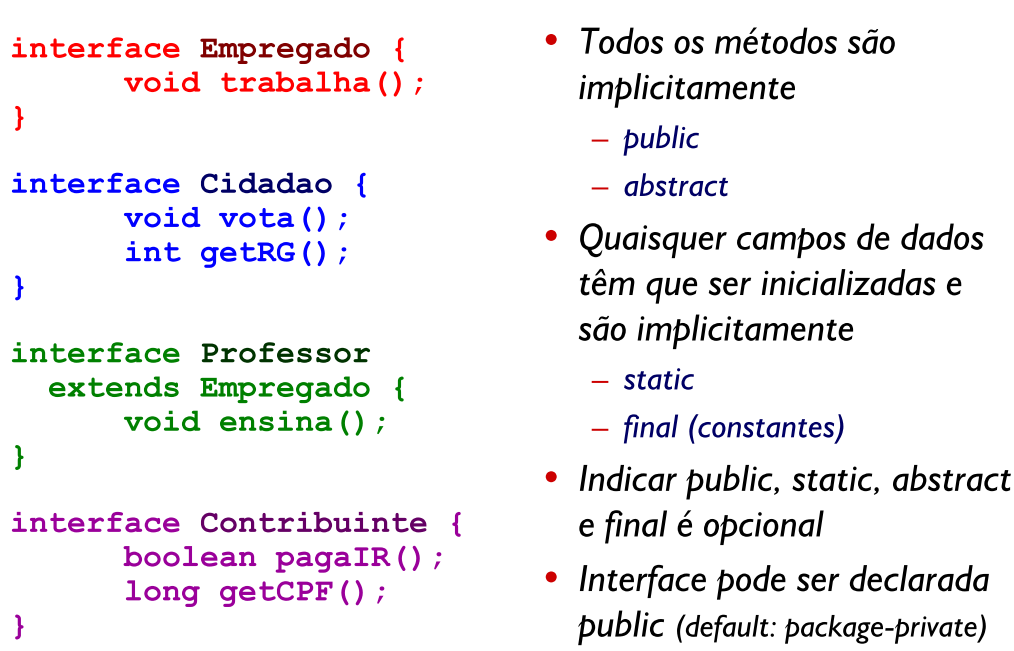 interface Empregado {
void trabalha();
}
interface Cidadao {
void vota();
int getRG();
}
interface Professor
extends Empregado {
void ensina();
}
interface Contribuinte {
boolean pagaIR();
long getCPF();
}
• Todos os métodos são
implicitamente
– public
– abstract
• Quaisquer campos de dados
têm que ser inicializadas e
são implicitamente
– static
– final (constantes)
• Indicar public, static, abstract
e final é opcional
• Interface pode ser declarada
public (default: package-private)